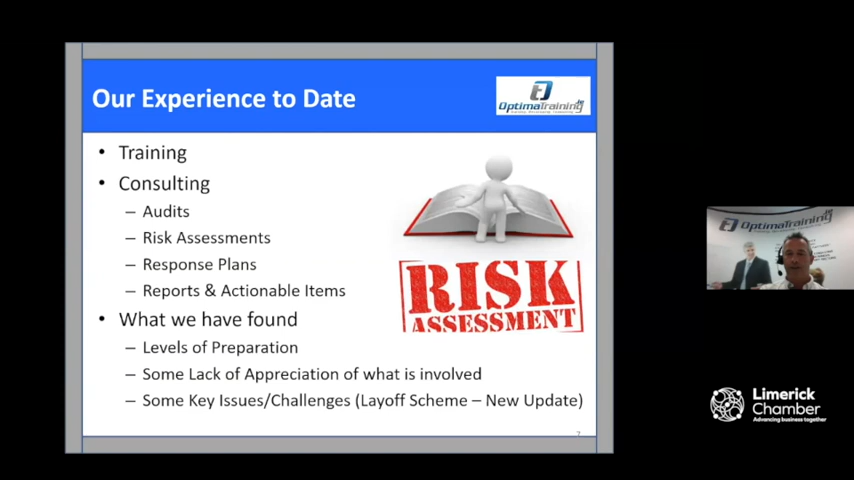 Our Experience to Date
OptimaTraining
• Training
• Consulting
– Audits
– Risk Assessments
– Response Plans
– Reports & Actionable Items
• What we have found
– Levels of Preparation
– Some Lack of Appreciation of what is involved
– Some Key Issues/Challenges (Layoff Scheme – New Update)
RISK
ASSESSMENT
7
OptimaTraining
Limerick
Chamber
Advancing business together